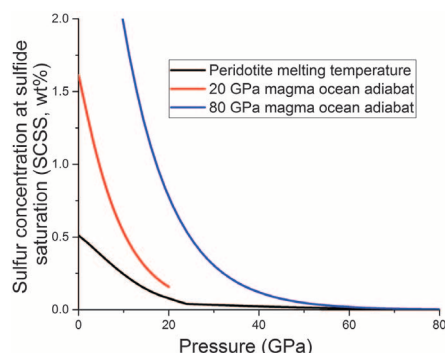 Sulfur concentration at sulfide
saturation (SCSS, wt%)
2.0
1.5
1.0
0.5
0.0
Peridotite melting temperature
20 GPa magma ocean adiabat
80 GPa magma ocean adiabat
0 20 40 60 80
Pressure (GPa)